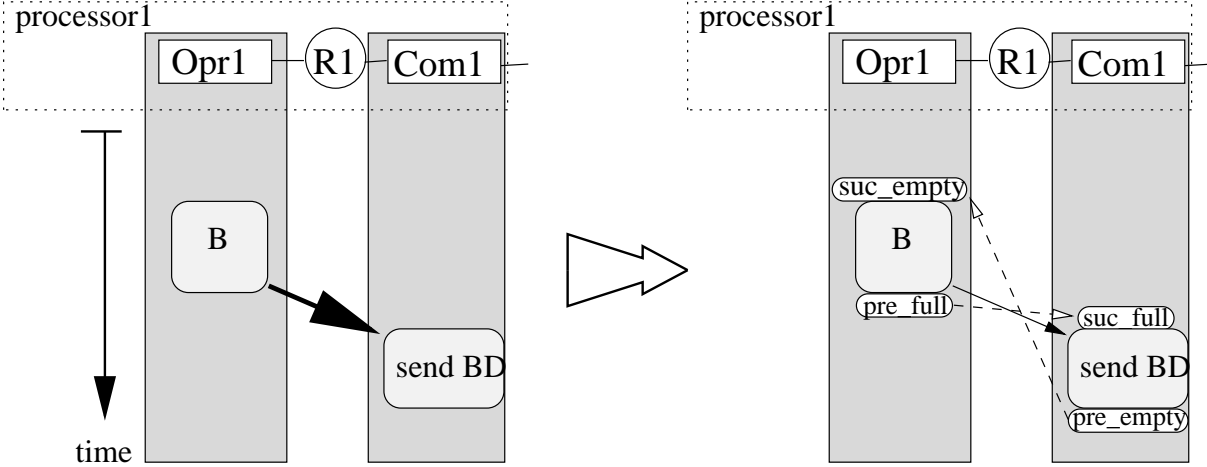 processor1
Opr1 R1 Com1
B
send BD
time
processor1
Opr1 R1 Com1
suc_empty
B
pre_full
suc_full
send BD
pre_empty